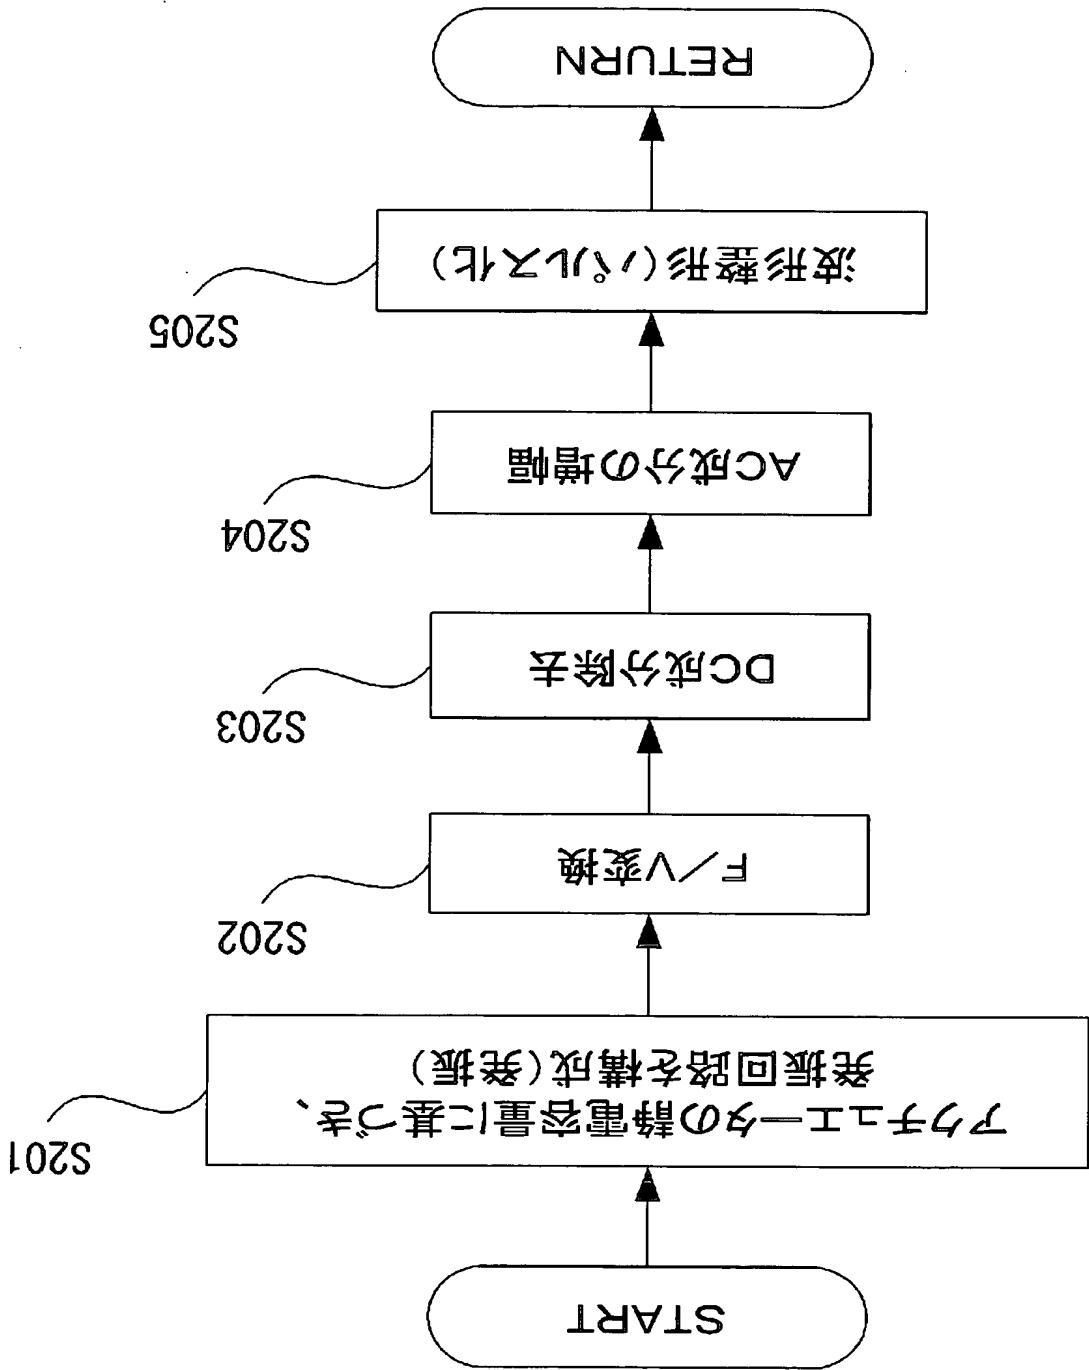 START
アクチュエータの静電容量に基づき、
発振回路を構成(発振)
S201
F/V変換
S202
DC成分除去
S203
AC成分の増幅
S204
波形整形(パルス化)
S205
RETURN